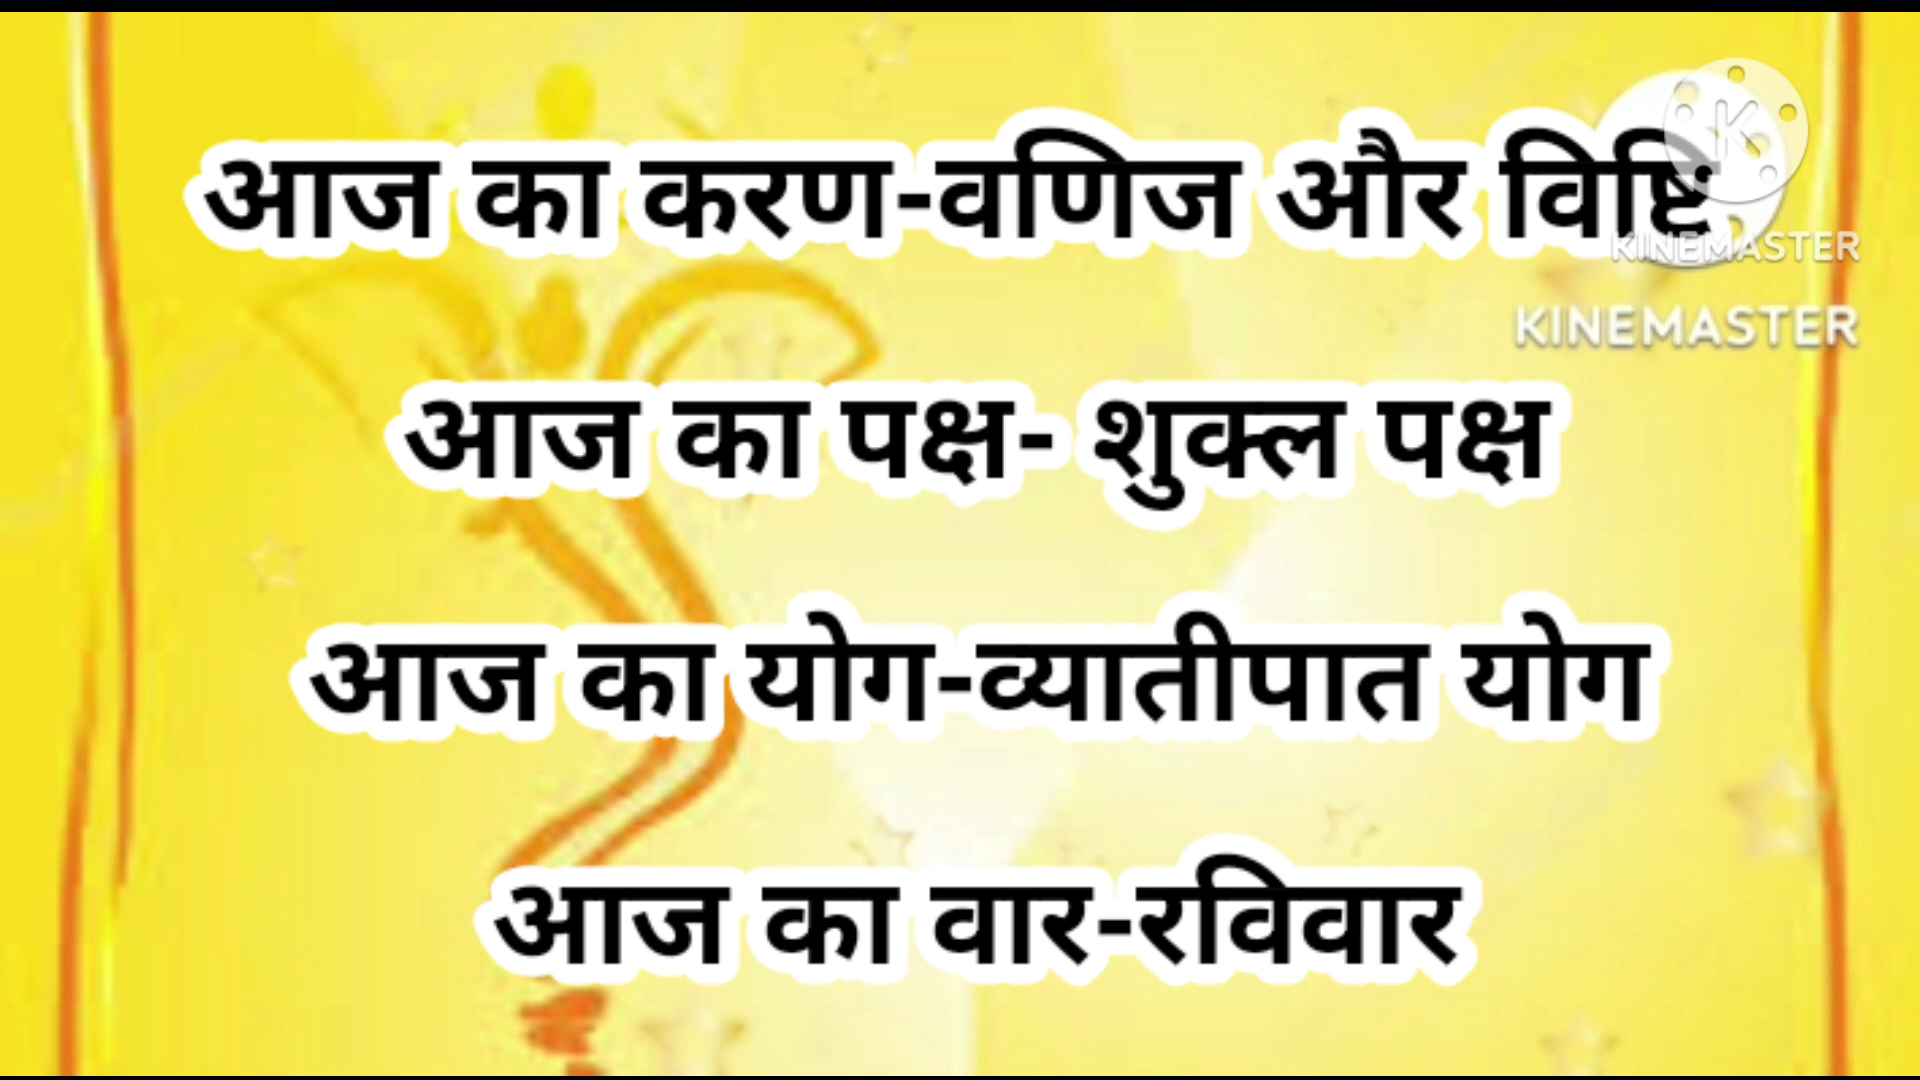 आज का करण-वणिज और विष्टि
KINEMASTER
KINEMASTER
आज का पक्ष- शुक्ल पक्ष
आज का योग-व्यातीपात योग
आज का वार-रविवार